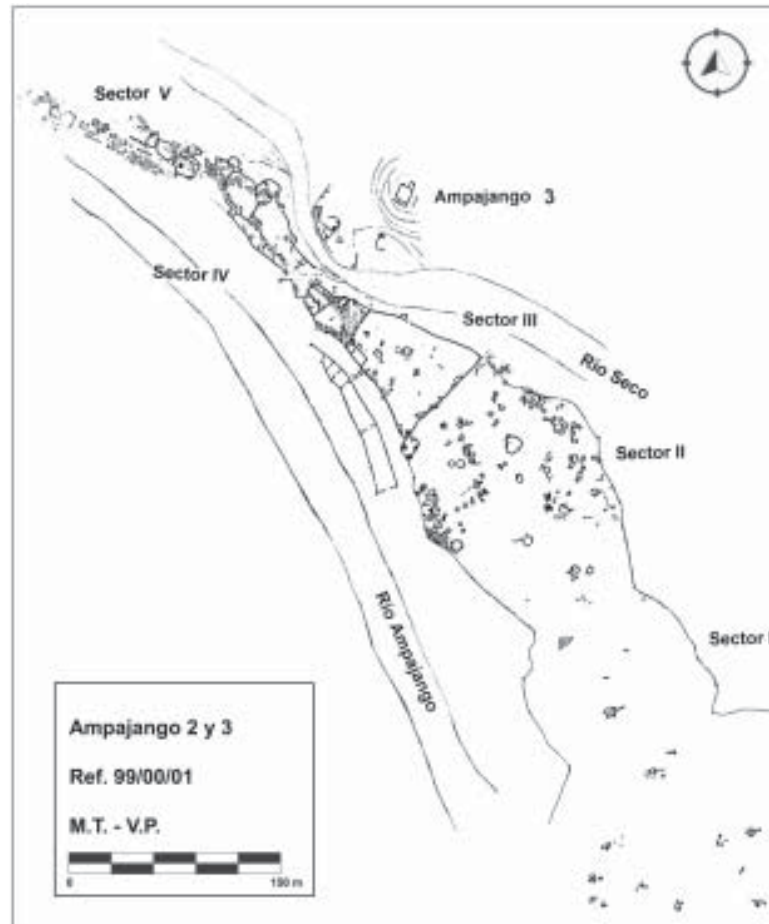 Sector V
Ampajango 3
Sector IV
Sector III
Río Seco
Sector II
Río Ampajango
Sector I
Ampajango 2 y 3
Ref. 99/00/01
M.T. - V.P.
0